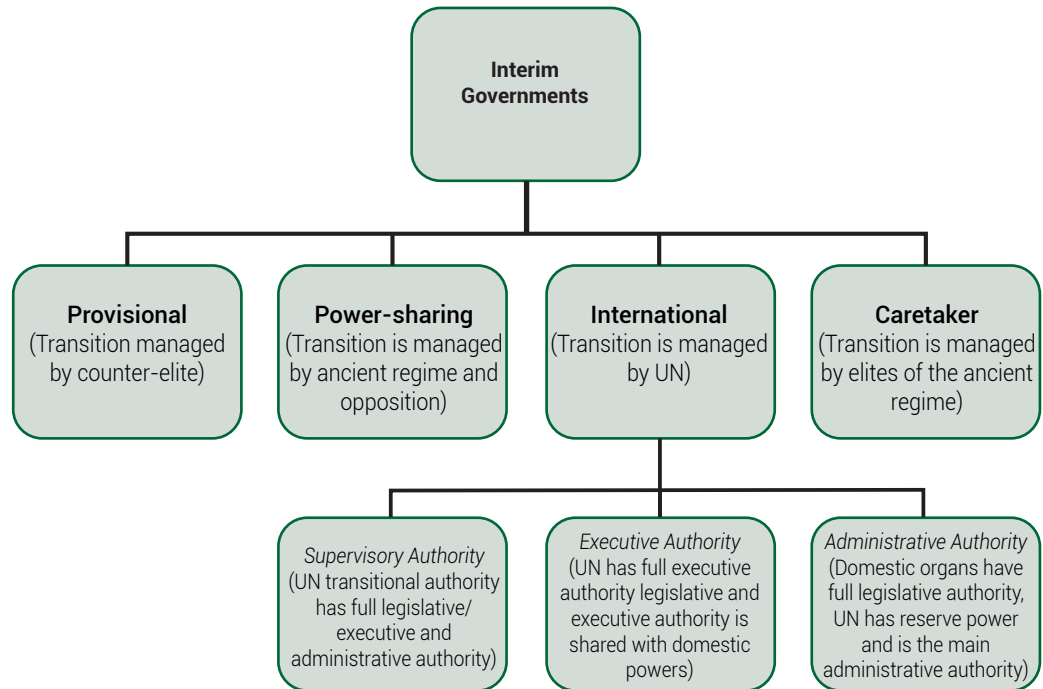 Interim
Governments
Provisional
(Transition managed
by counter-elite)
Power-sharing
(Transition is managed
by ancient regime and
opposition)
International
(Transition is managed
by UN)
Caretaker
(Transition is managed
by elites of the ancient
regime)
Supervisory Authority
(UN transitional authority
has full legislative/
executive and
administrative authority)
Executive Authority
(UN has full executive
authority legislative and
executive authority is
shared with domestic
powers)
Administrative Authority
(Domestic organs have
full legislative authority,
UN has reserve power
and is the main
administrative authority)